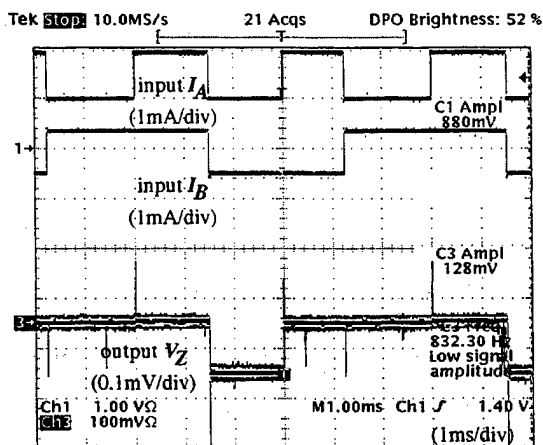 Tek Stop: 10.0MS/s 21 Acqs DPO Brightness: 52 %
input I_A
(1mA/div)
C1 Ampl
880mV
1→
input I_B
(1mA/div)
C3 Ampl
128mV
3→
832.30 Hz
Low signal
amplitude
output V_Z
(0.1mV/div)
Ch1 1.00 VΩ M1.00ms Ch1 ∫ 1.40 V
Ch3 100mVΩ
(1ms/div)